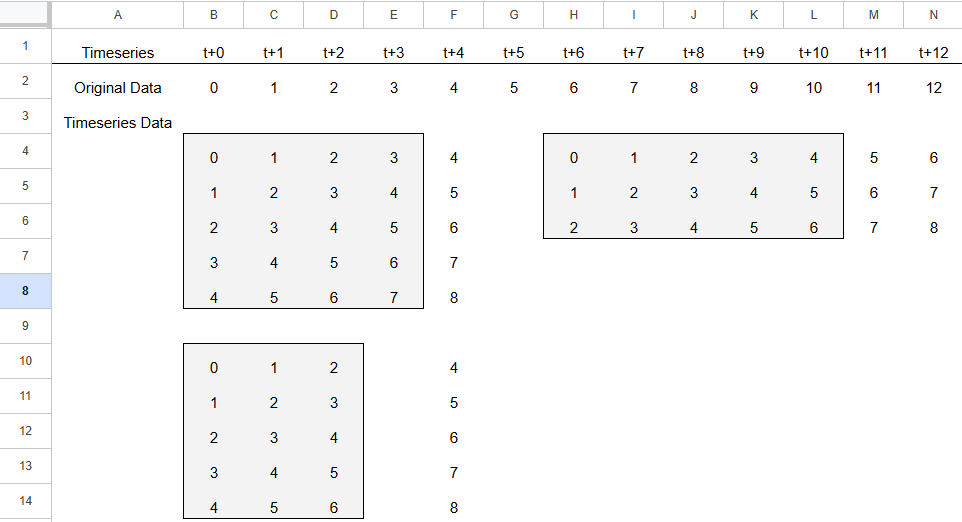 A B C D E F G H I J K L M N
1 Timeseries t+0 t+1 t+2 t+3 t+4 t+5 t+6 t+7 t+8 t+9 t+10 t+11 t+12
2 Original Data 0 1 2 3 4 5 6 7 8 9 10 11 12
3 Timeseries Data
4 0 1 2 3 4 0 1 2 3 4 5 6
5 1 2 3 4 5 1 2 3 4 5 6 7
6 2 3 4 5 6 2 3 4 5 6 7 8
7 3 4 5 6 7
8 4 5 6 7 8
9
10 0 1 2 4
11 1 2 3 5
12 2 3 4 6
13 3 4 5 7
14 4 5 6 8